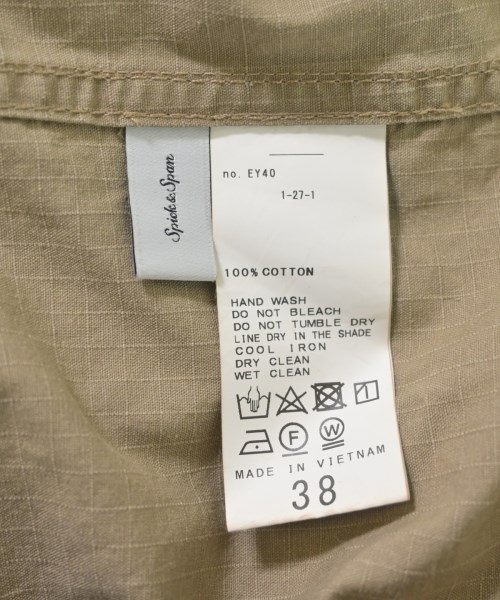 Spick&Span
no. EY40
1-27-1
100% COTTON
HAND WASH
DO NOT BLEACH
DO NOT TUMBLE DRY
LINE DRY IN THE SHADE
COOL IRON
DRY CLEAN
WET CLEAN
F W
MADE IN VIETNAM
38